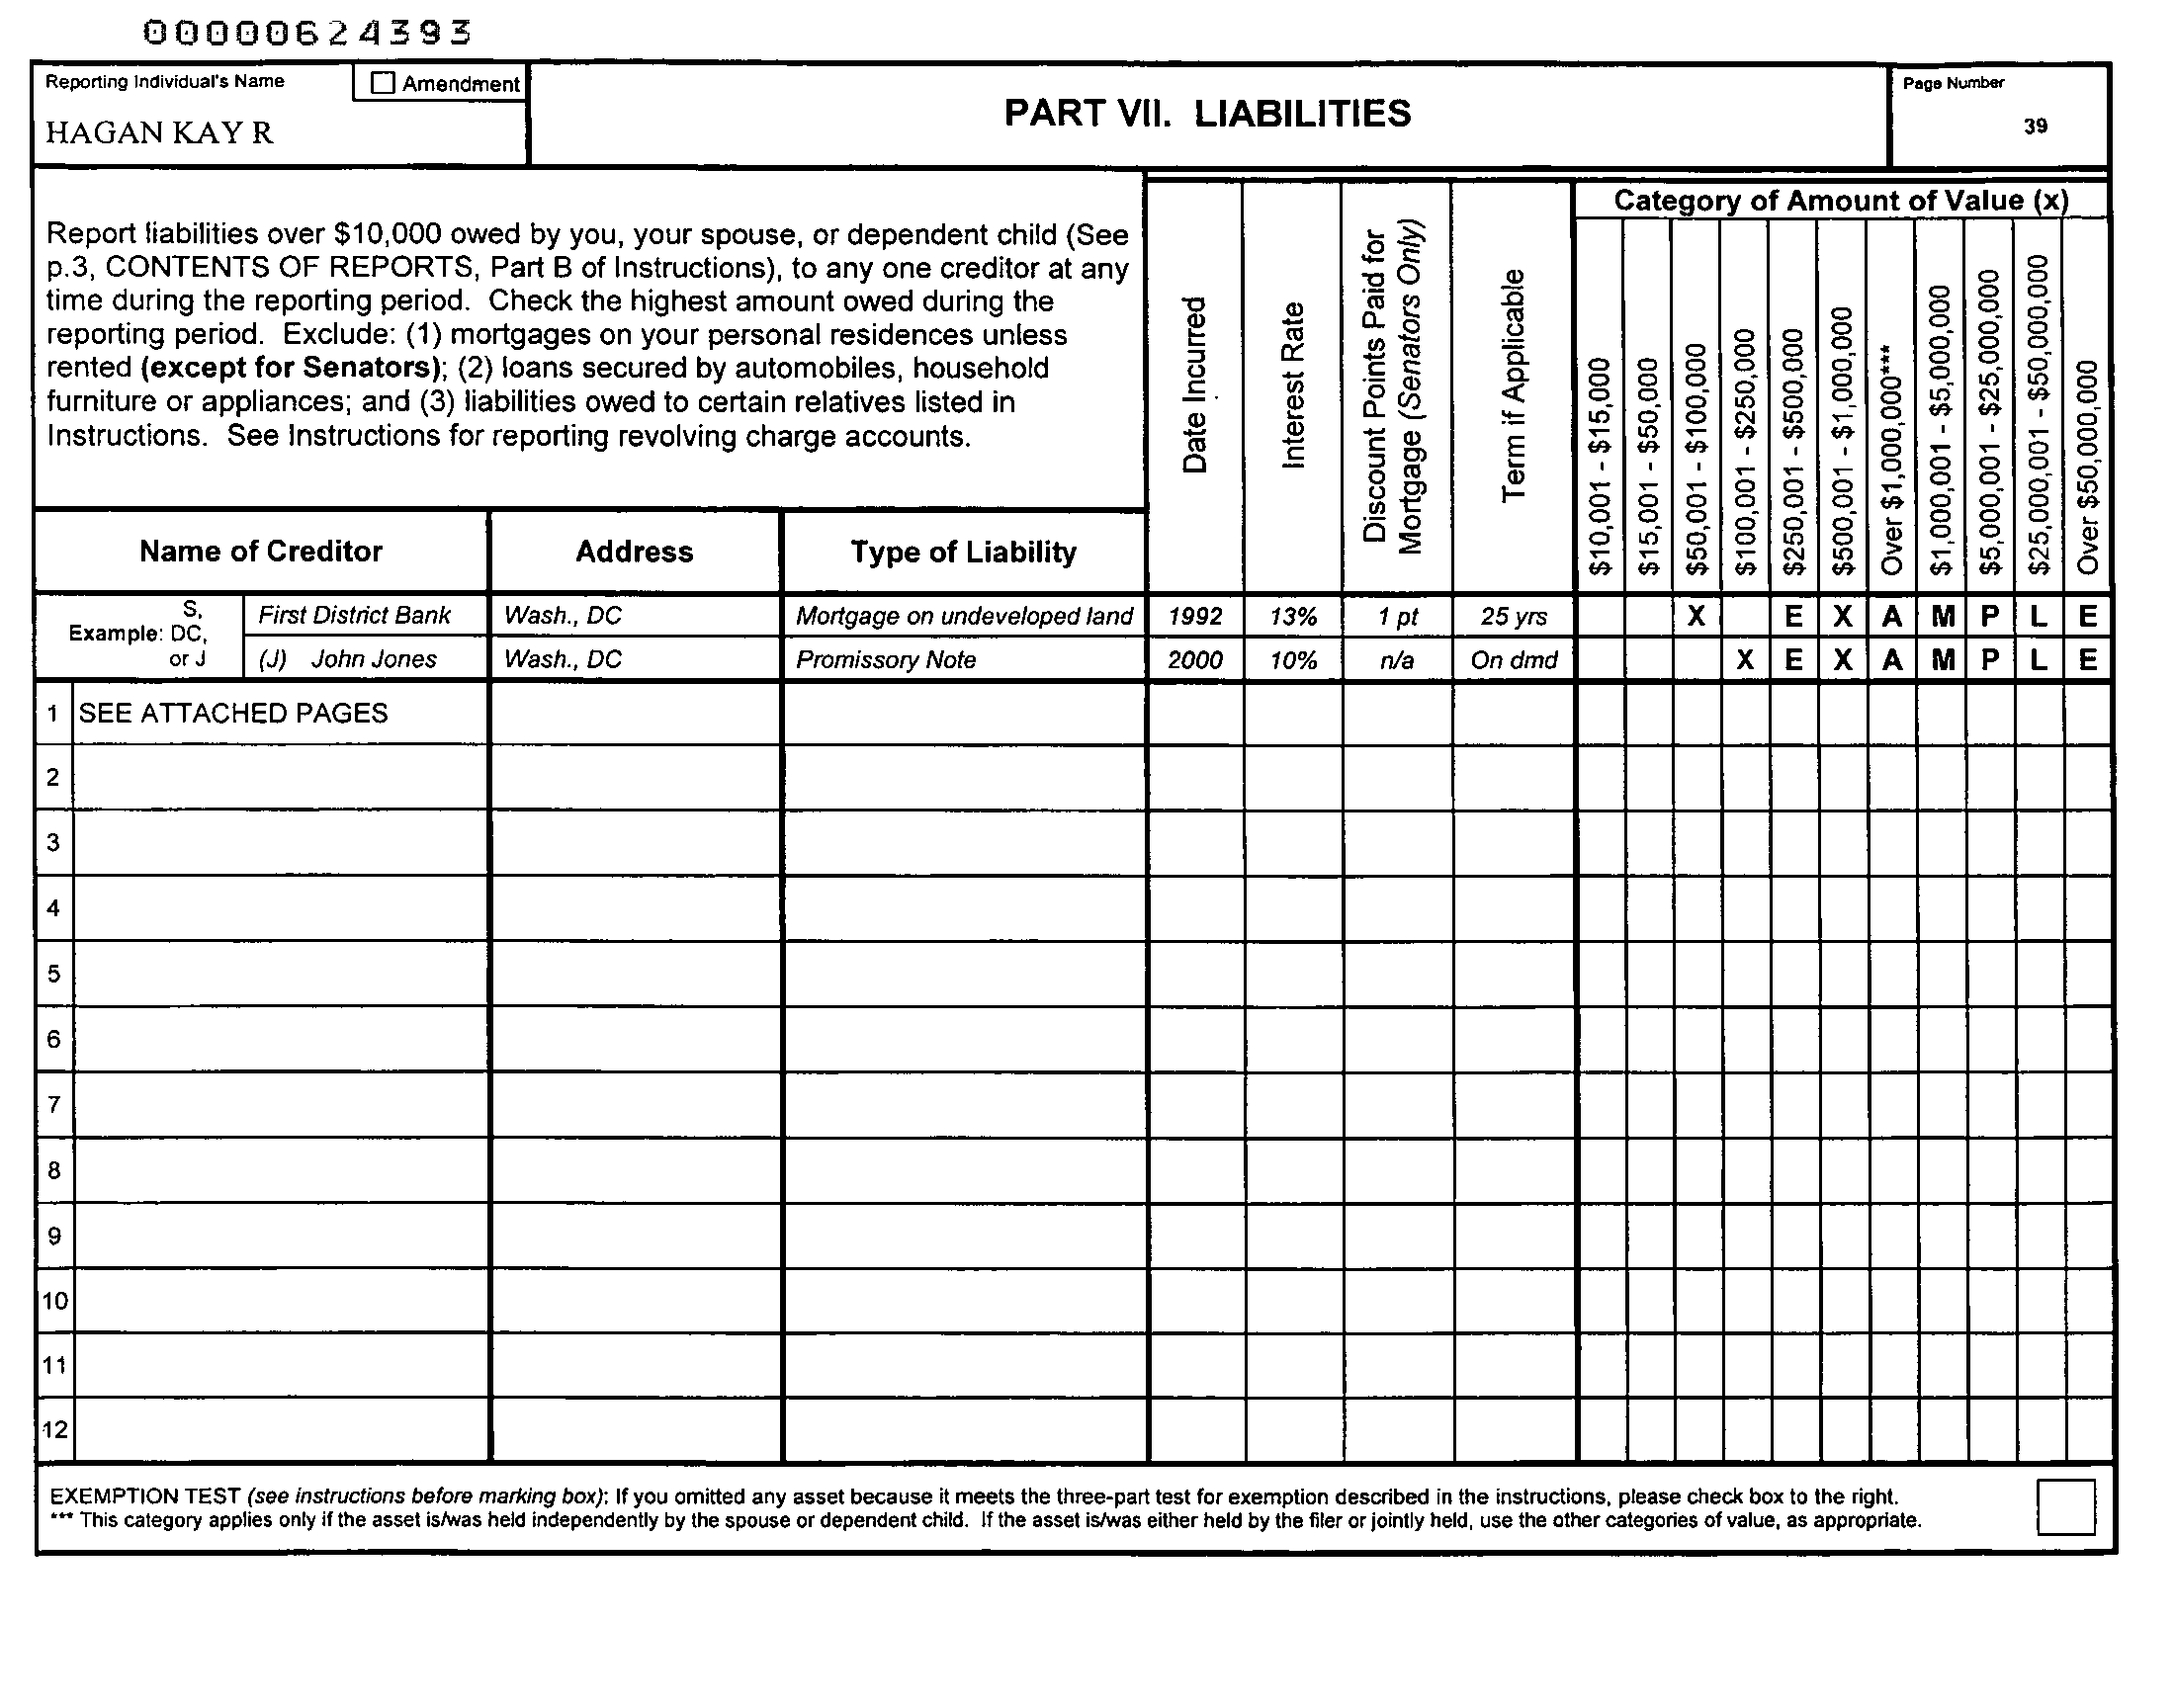 00000624393
Reporting Individual's Name
☐ Amendment
HAGAN KAY R
PART VII. LIABILITIES
Page Number
39
Report liabilities over $10,000 owed by you, your spouse, or dependent child (See
p.3, CONTENTS OF REPORTS, Part B of Instructions), to any one creditor at any
time during the reporting period. Check the highest amount owed during the
reporting period. Exclude: (1) mortgages on your personal residences unless
rented (except for Senators); (2) loans secured by automobiles, household
furniture or appliances; and (3) liabilities owed to certain relatives listed in
Instructions. See Instructions for reporting revolving charge accounts.
Date Incurred
Interest Rate
Discount Points Paid for
Mortgage (Senators Only)
Term if Applicable
Category of Amount of Value (x)
$10,001 - $15,000
$15,001 - $50,000
$50,001 - $100,000
$100,001 - $250,000
$250,001 - $500,000
$500,001 - $1,000,000
Over $1,000,000***
$1,000,001 - $5,000,000
$5,000,001 - $25,000,000
$25,000,001 - $50,000,000
Over $50,000,000
Name of Creditor
Address
Type of Liability
Example:
S,
DC,
or J
First District Bank Wash., DC Mortgage on undeveloped land 1992 13% 1 pt 25 yrs X E X A M P L E
(J) John Jones Wash., DC Promissory Note 2000 10% n/a On dmd X E X A M P L E
1 SEE ATTACHED PAGES
2
3
4
5
6
7
8
9
10
11
12
EXEMPTION TEST (see instructions before marking box): If you omitted any asset because it meets the three-part test for exemption described in the instructions, please check box to the right.
*** This category applies only if the asset is/was held independently by the spouse or dependent child. If the asset is/was either held by the filer or jointly held, use the other categories of value, as appropriate.